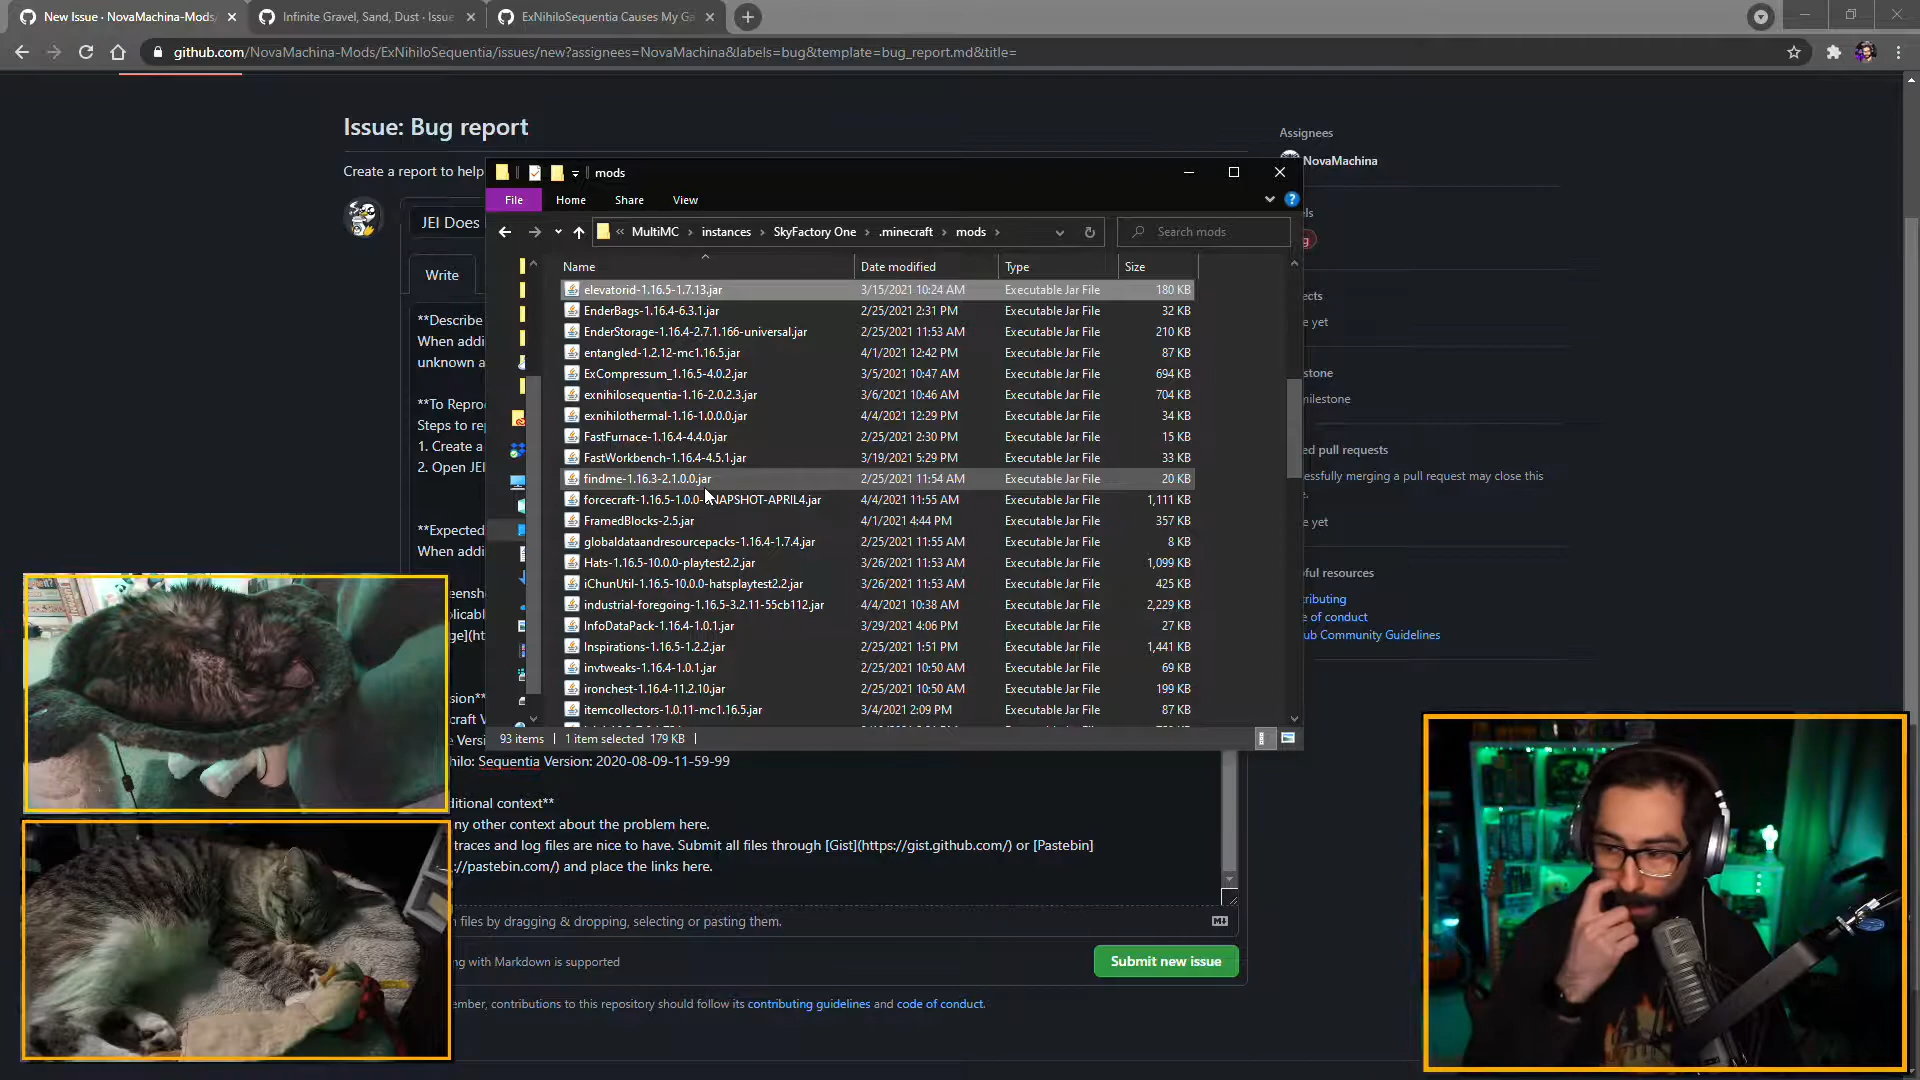 New Issue · NovaMachina-Mods/
Infinite Gravel, Sand, Dust · Issue
ExNihiloSequentia Causes My Ga
github.com/NovaMachina-Mods/ExNihiloSequentia/issues/new?assignees=NovaMachina&labels=bug&template=bug_report.md&title=
Issue: Bug report
Create a report to help
Assignees
NovaMachina
JEI Does
Write
mods
File
Home
Share
View
MultiMC
instances
SkyFactory One
.minecraft
mods
Search mods
Name
Date modified
Type
Size
elevatorid-1.16.5-1.7.13.jar 3/15/2021 10:24 AM Executable Jar File 180 KB
EnderBags-1.16.4-6.3.1.jar 2/25/2021 2:31 PM Executable Jar File 32 KB
EnderStorage-1.16.4-2.7.1.166-universal.jar 2/25/2021 11:53 AM Executable Jar File 210 KB
entangled-1.2.12-mc1.16.5.jar 4/1/2021 12:42 PM Executable Jar File 87 KB
ExCompressum_1.16.5-4.0.2.jar 3/5/2021 10:47 AM Executable Jar File 694 KB
exnihilosequentia-1.16-2.0.2.3.jar 3/6/2021 10:46 AM Executable Jar File 704 KB
exnihilothermal-1.16-1.0.0.0.jar 4/4/2021 12:29 PM Executable Jar File 34 KB
FastFurnace-1.16.4-4.4.0.jar 2/25/2021 2:30 PM Executable Jar File 15 KB
FastWorkbench-1.16.4-4.5.1.jar 3/19/2021 5:29 PM Executable Jar File 33 KB
findme-1.16.3-2.1.0.0.jar 2/25/2021 11:54 AM Executable Jar File 20 KB
forcecraft-1.16.5-1.0.0-SNAPSHOT-APRIL4.jar 4/4/2021 11:55 AM Executable Jar File 1,111 KB
FramedBlocks-2.5.jar 4/1/2021 4:44 PM Executable Jar File 357 KB
globaldataandresourcepacks-1.16.4-1.7.4.jar 2/25/2021 11:55 AM Executable Jar File 8 KB
Hats-1.16.5-10.0.0-playtest2.2.jar 3/26/2021 11:53 AM Executable Jar File 1,099 KB
iChunUtil-1.16.5-10.0.0-hatsplaytest2.2.jar 3/26/2021 11:53 AM Executable Jar File 425 KB
industrial-foregoing-1.16.5-3.2.11-55cb112.jar 4/4/2021 10:38 AM Executable Jar File 2,229 KB
InfoDataPack-1.16.4-1.0.1.jar 3/29/2021 4:06 PM Executable Jar File 27 KB
Inspirations-1.16.5-1.2.2.jar 2/25/2021 1:51 PM Executable Jar File 1,441 KB
invtweaks-1.16.4-1.0.1.jar 2/25/2021 10:50 AM Executable Jar File 69 KB
ironchest-1.16.4-11.2.10.jar 2/25/2021 10:50 AM Executable Jar File 199 KB
itemcollectors-1.0.11-mc1.16.5.jar 3/4/2021 2:09 PM Executable Jar File 87 KB
93 items
1 item selected 179 KB
**Describe
When addi
unknown a
**To Repro
Steps to re
1. Create a
2. Open JEI
**Expected
When addi
eensh
plicabl
ge](ht
sion**
craft V
e Versi
hilo: Sequentia Version: 2020-08-09-11-59-99
ditional context**
ny other context about the problem here.
traces and log files are nice to have. Submit all files through [Gist](https://gist.github.com/) or [Pastebin]
://pastebin.com/) and place the links here.
files by dragging & dropping, selecting or pasting them.
ng with Markdown is supported
Submit new issue
ember, contributions to this repository should follow its contributing guidelines and code of conduct.
els
g
ects
e yet
stone
milestone
ed pull requests
essfully merging a pull request may close these
s.
e yet
ful resources
ributing
e of conduct
ub Community Guidelines